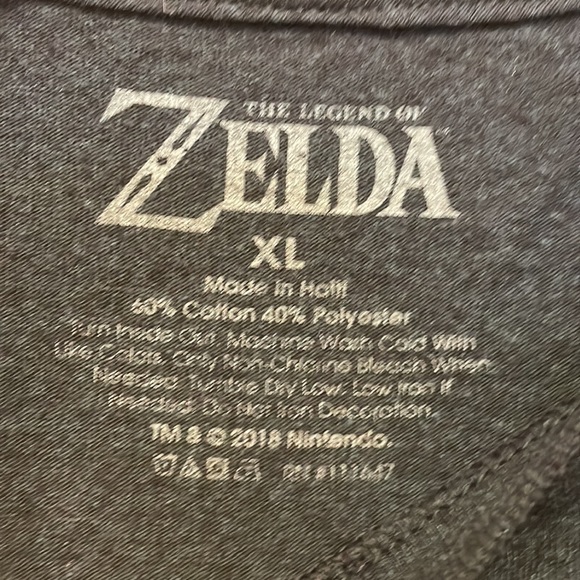 THE LEGEND OF
ZELDA
XL
Made in Haiti
60% Cotton 40% Polyester
Turn Inside Out. Machine Wash Cold With
Like Colors. Only Non-Chlorine Bleach When
Needed. Tumble Dry Low. Low Iron If
Needed. Do Not Iron Decoration.
TM & © 2018 Nintendo.
RN #111647